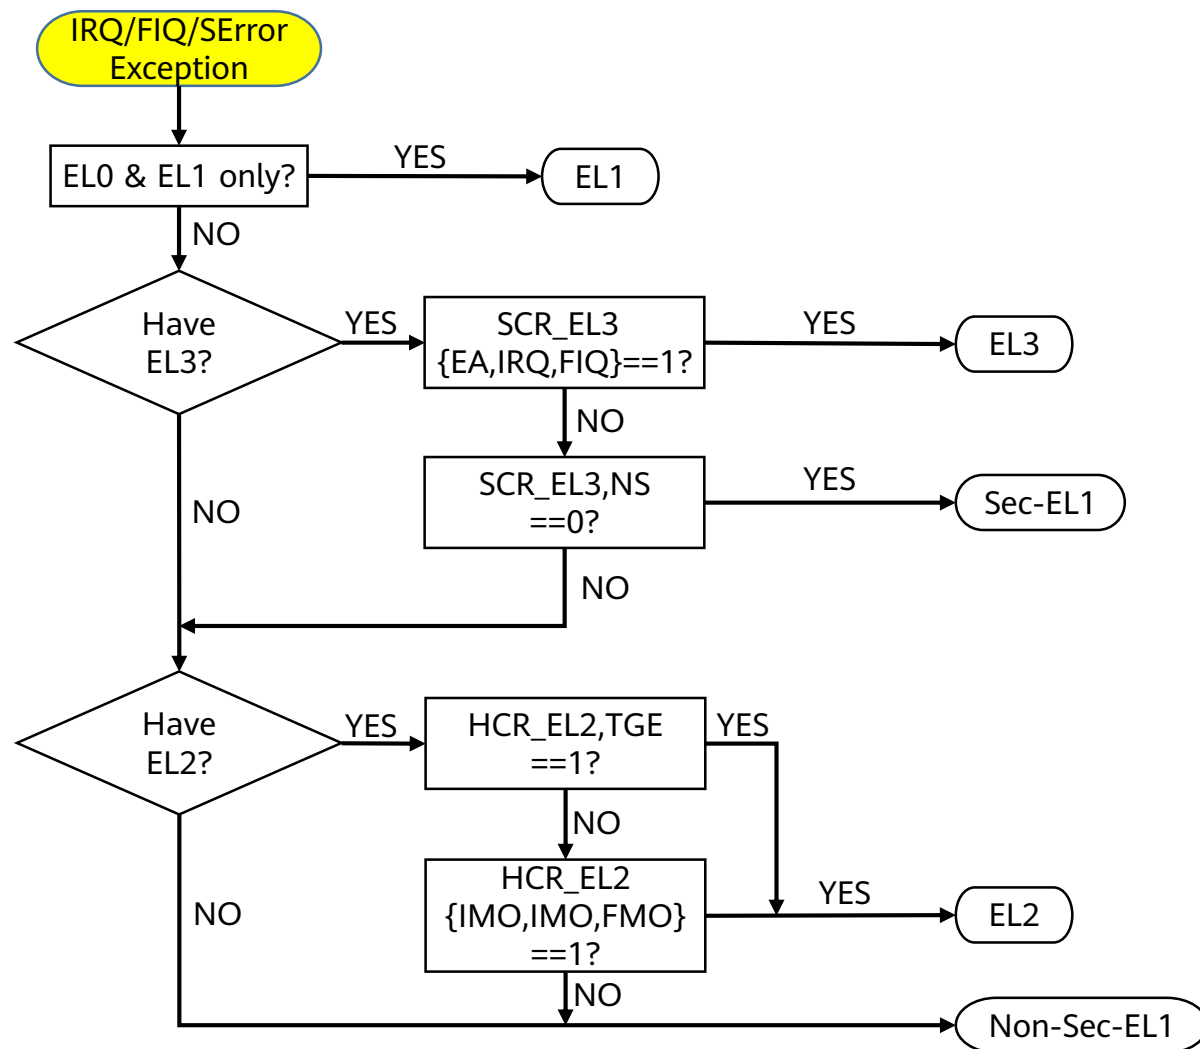 IRQ/FIQ/SError
Exception
EL0 & EL1 only?
YES
EL1
NO
Have
EL3?
YES
SCR_EL3
{EA,IRQ,FIQ}==1?
YES
EL3
NO
SCR_EL3,NS
==0?
YES
Sec-EL1
NO
NO
Have
EL2?
YES
HCR_EL2,TGE
==1?
YES
NO
HCR_EL2
{IMO,IMO,FMO}
==1?
YES
EL2
NO
NO
Non-Sec-EL1